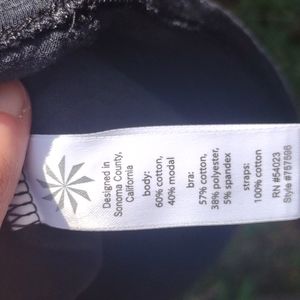 Designed in
Sonoma County,
California
body:
60% cotton,
40% modal
bra:
57% cotton,
38% polyester,
5% spandex
straps:
100% cotton
RN #54023
Style #757596